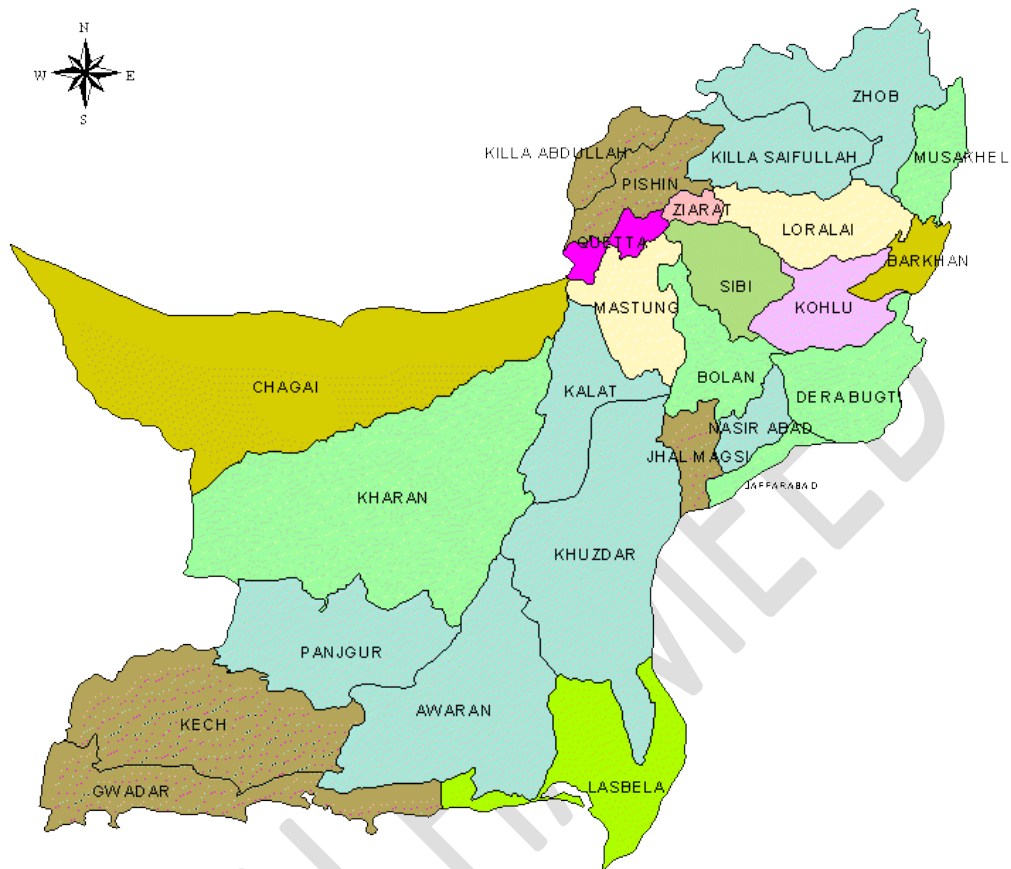 N
W E
S
ZHOB
KILLA ABDULLAH
KILLA SAIFULLAH
MUSAKHEL
PISHIN
ZIARAT
LORALAI
QUETTA
BARKHAN
SIBI
MASTUNG
KOHLU
BOLAN
CHAGAI
KALAT
DERA BUGTI
NASIR ABAD
JHAL MAGSI
JAFFARABAD
KHARAN
KHUZDAR
PANJGUR
AWARAN
KECH
GWADAR
LASBELA